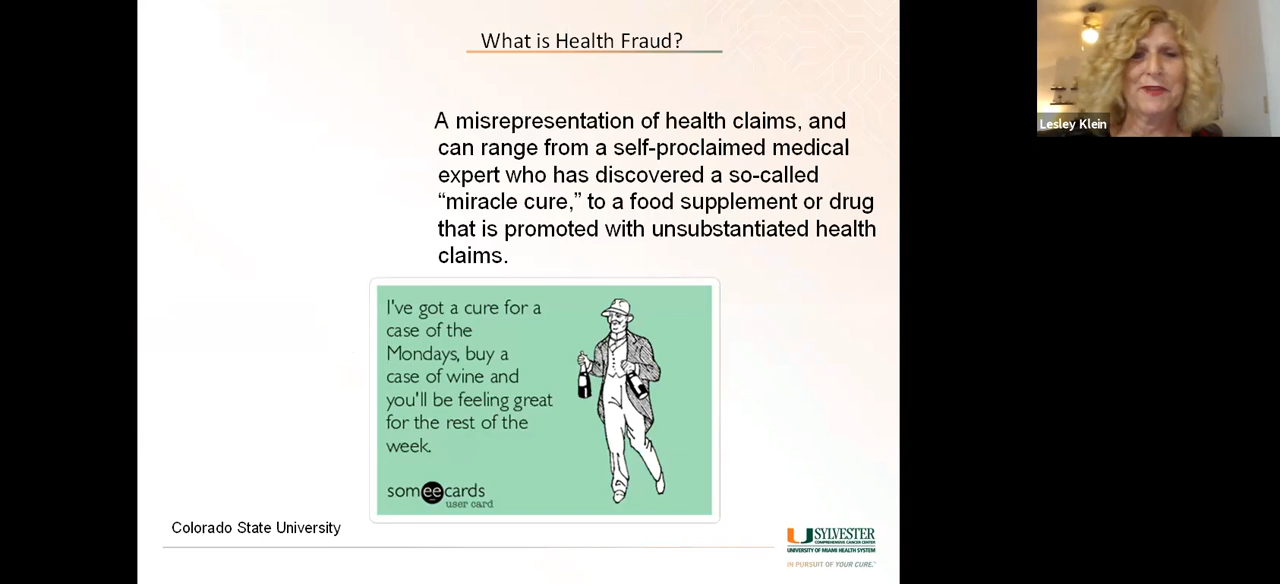 What is Health Fraud?
Lesley Klein
A misrepresentation of health claims, and
can range from a self-proclaimed medical
expert who has discovered a so-called
“miracle cure,” to a food supplement or drug
that is promoted with unsubstantiated health
claims.
I've got a cure for a
case of the
Mondays, buy a
case of wine and
you'll be feeling great
for the rest of the
week.
someecards
user card
Colorado State University
SYLVESTER
COMPREHENSIVE CANCER CENTER
UNIVERSITY OF MIAMI HEALTH SYSTEM
IN PURSUIT OF YOUR CURE.™